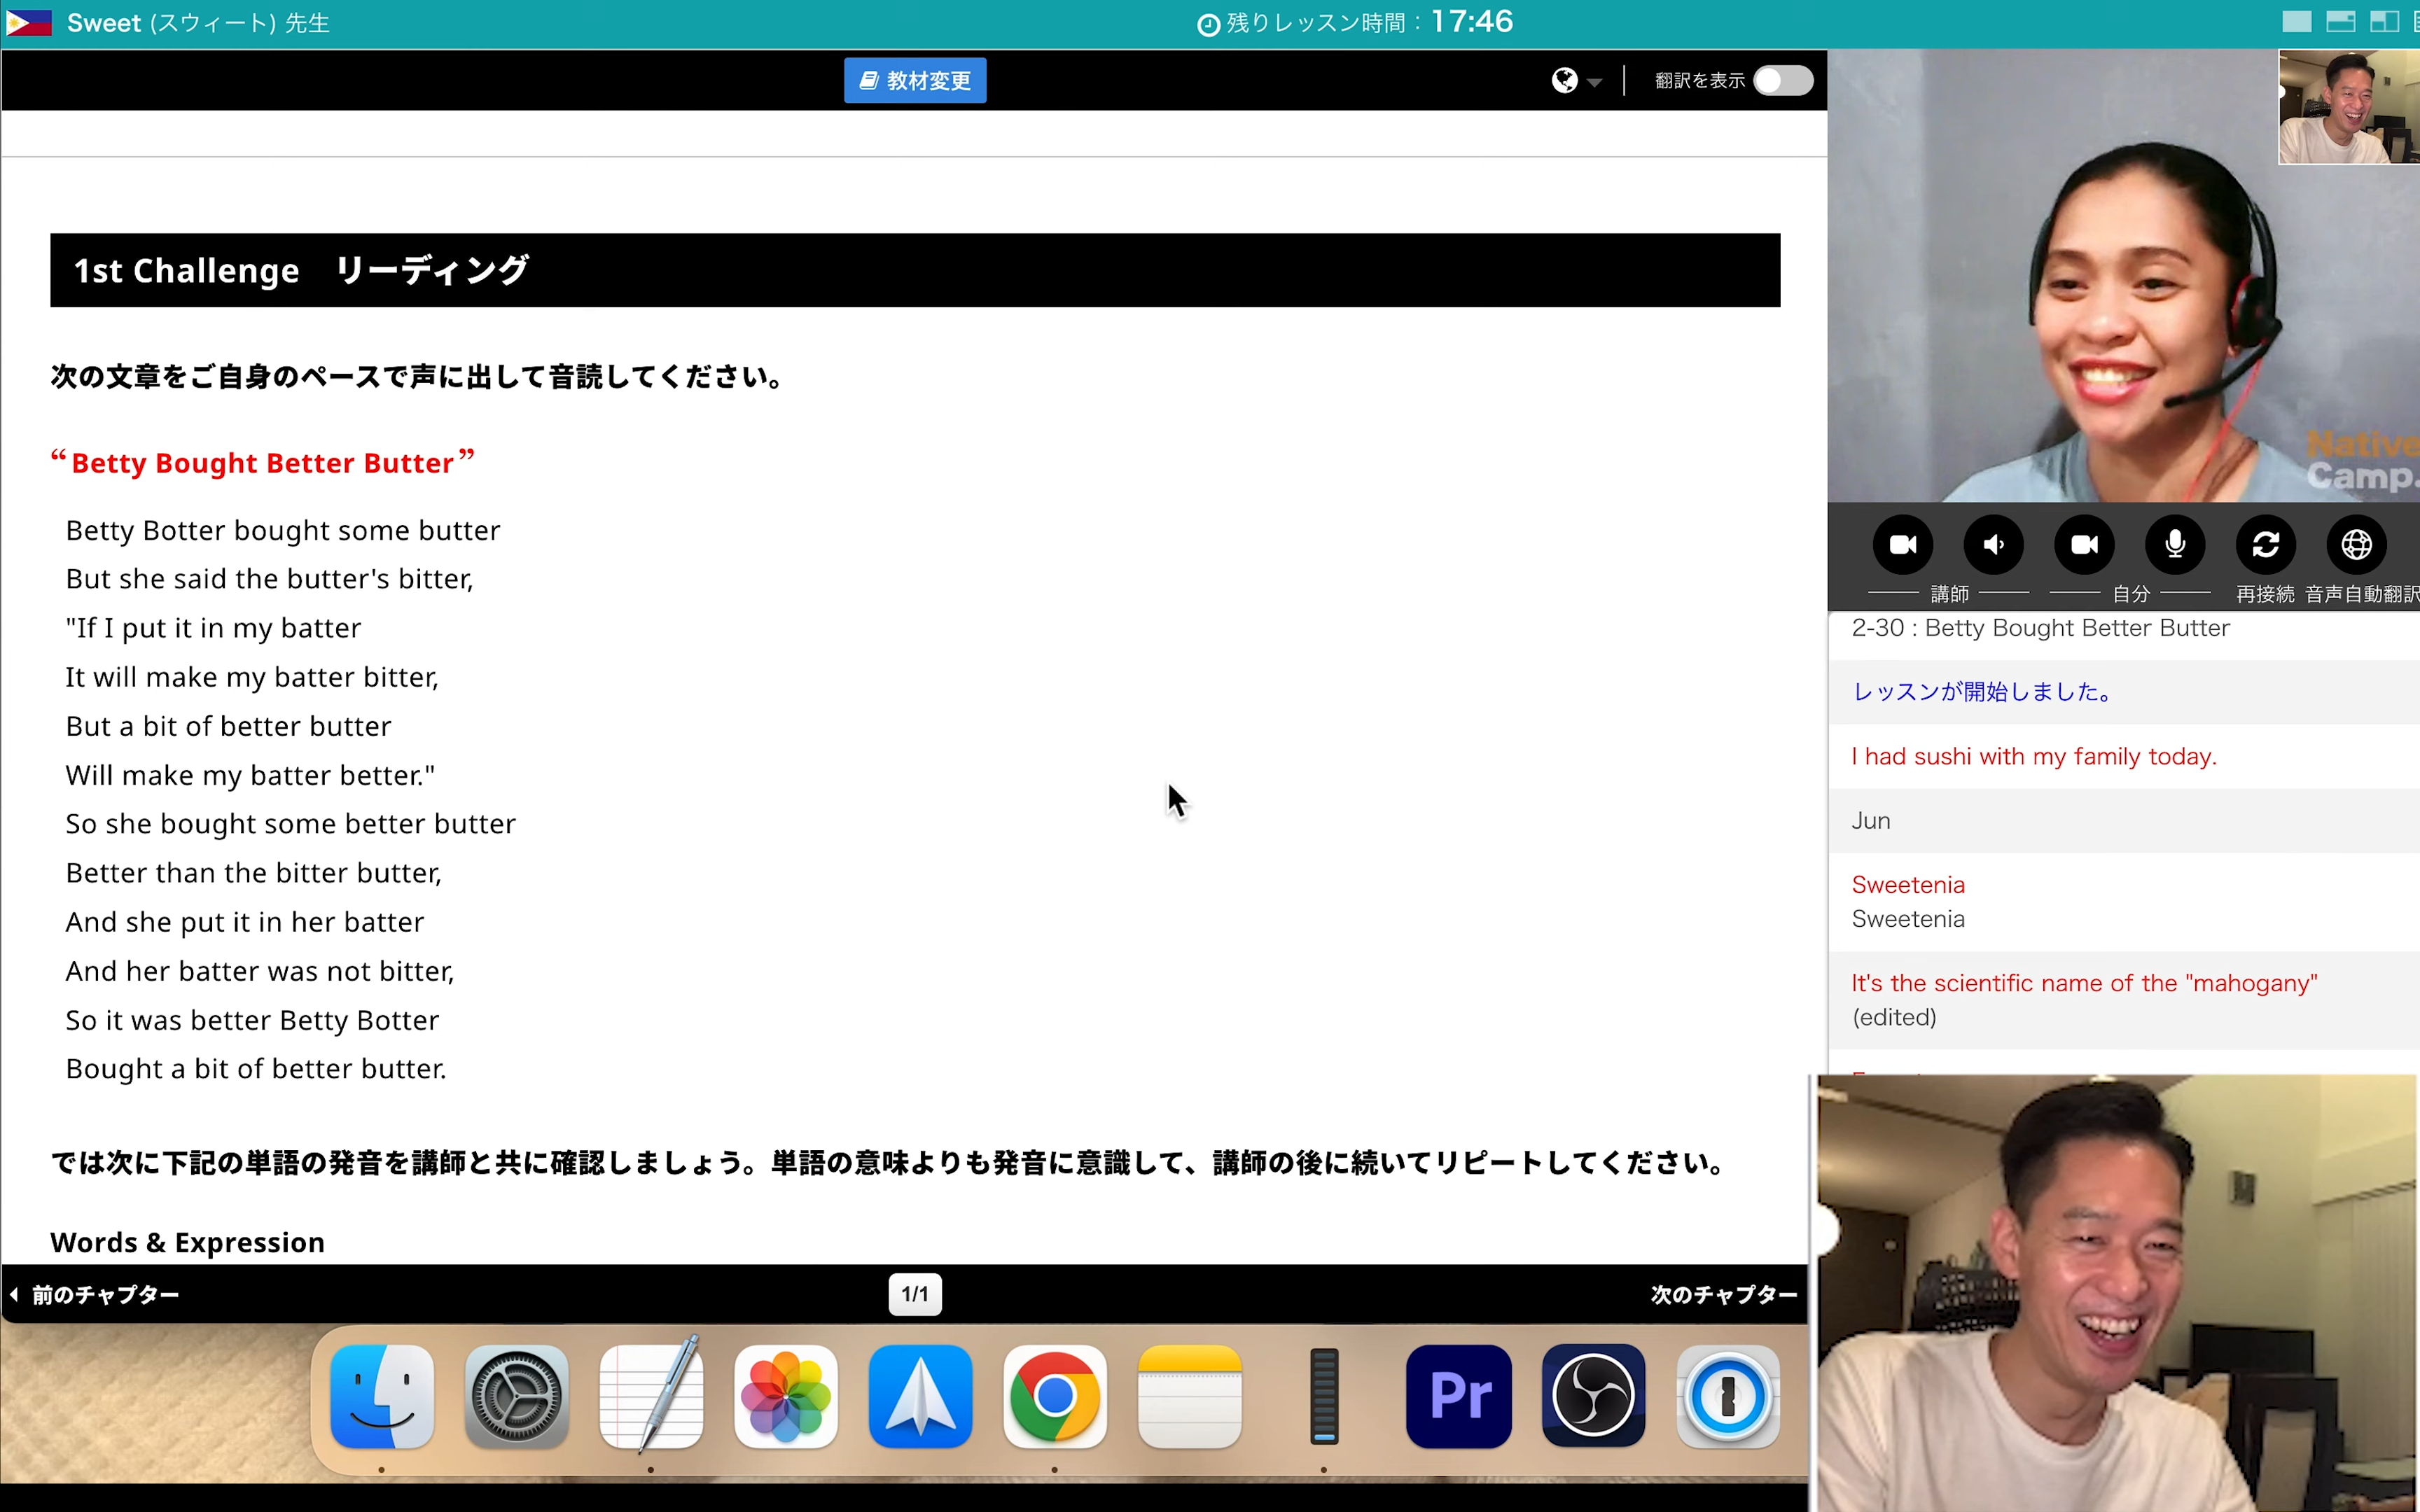 Sweet (スウィート) 先生
残りレッスン時間 : 17:46
教材変更
翻訳を表示
1st Challenge　リーディング
次の文章をご自身のペースで声に出して音読してください。
“Betty Bought Better Butter”
Betty Botter bought some butter
But she said the butter's bitter,
"If I put it in my batter
It will make my batter bitter,
But a bit of better butter
Will make my batter better."
So she bought some better butter
Better than the bitter butter,
And she put it in her batter
And her batter was not bitter,
So it was better Betty Botter
Bought a bit of better butter.
では次に下記の単語の発音を講師と共に確認しましょう。単語の意味よりも発音に意識して、講師の後に続いてリピートしてください。
Words & Expression
前のチャプター
1/1
次のチャプター
Native
Camp.
講師
自分
再接続
音声自動翻訳
2-30 : Betty Bought Better Butter
レッスンが開始しました。
I had sushi with my family today.
Jun
Sweetenia
Sweetenia
It's the scientific name of the "mahogany"
(edited)
Pr